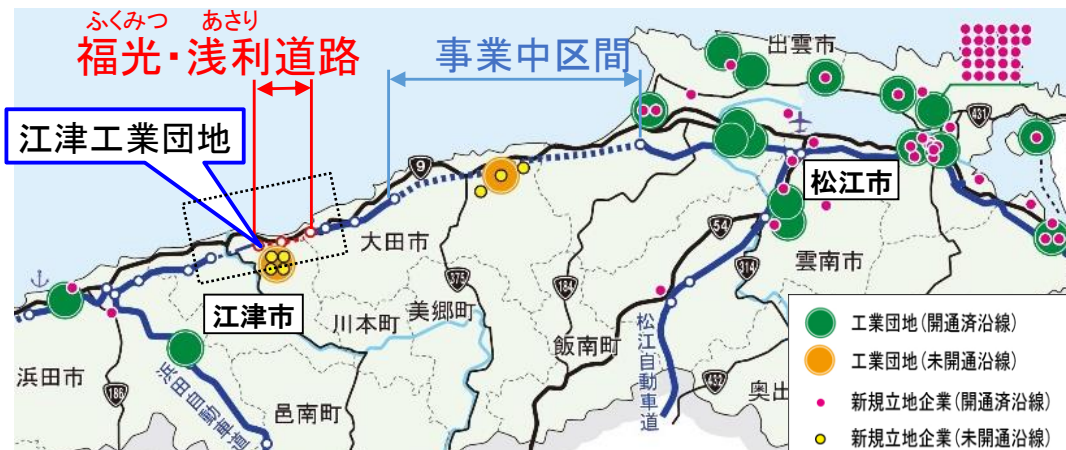 ふくみつ あさり
福光・浅利道路
事業中区間
出雲市
431
江津工業団地
9
松江市
大田市
54
雲南市
314
375
184
江津市
川本町
美郷町
飯南町
松江自動車道
浜田市
186
浜田自動車道
邑南町
432
奥出
工業団地(開通済沿線)
工業団地(未開通沿線)
新規立地企業(開通済沿線)
新規立地企業(未開通沿線)